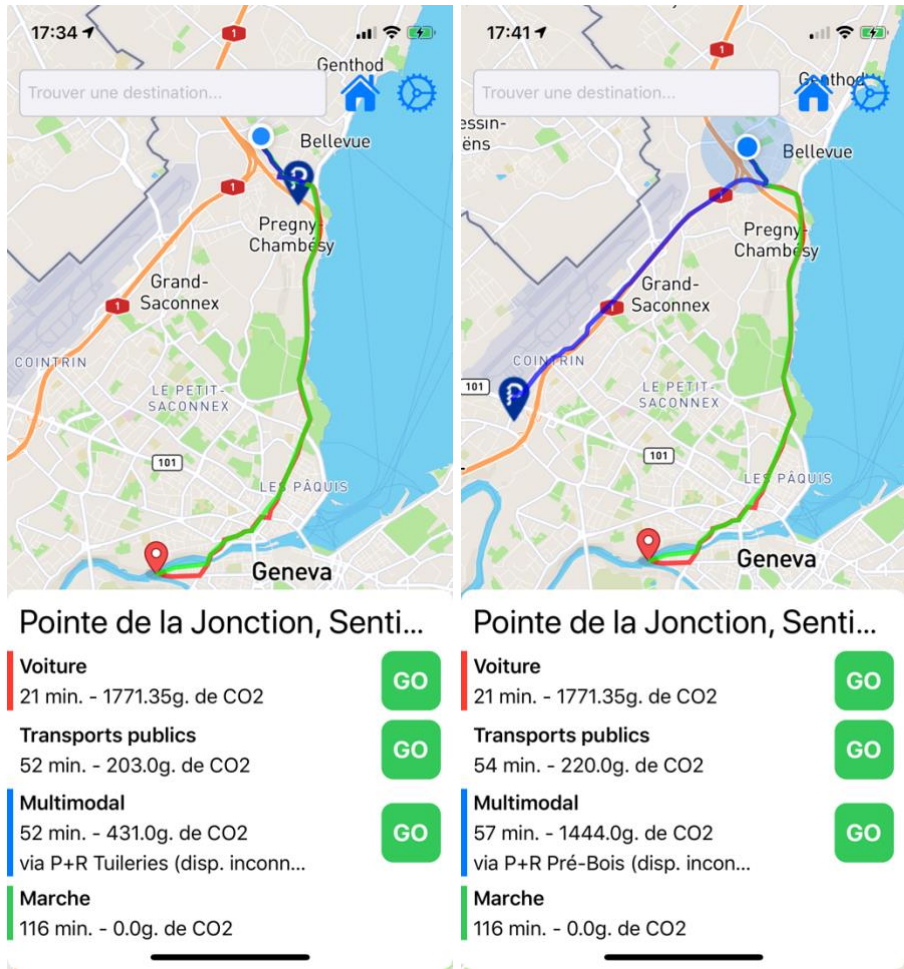 17:34
Genthod
Trouver une destination...
Bellevue
1
1
Pregny-
Chambésy
Grand-
Saconnex
1
COINTRIN
LE PETIT-
SACONNEX
101
LES PÂQUIS
Geneva
Pointe de la Jonction, Senti...
Voiture
21 min. - 1771.35g. de CO2
GO
Transports publics
52 min. - 203.0g. de CO2
GO
Multimodal
52 min. - 431.0g. de CO2
via P+R Tuileries (disp. inconn...
GO
Marche
116 min. - 0.0g. de CO2
17:41
1
Genthod
Trouver une destination...
essin-
ëns
Bellevue
1
Pregny-
Chambésy
Grand-
Saconnex
1
COINTRIN
101
LE PETIT-
SACONNEX
101
LES PÂQUIS
Geneva
Pointe de la Jonction, Senti...
Voiture
21 min. - 1771.35g. de CO2
GO
Transports publics
54 min. - 220.0g. de CO2
GO
Multimodal
57 min. - 1444.0g. de CO2
via P+R Pré-Bois (disp. incon...
GO
Marche
116 min. - 0.0g. de CO2